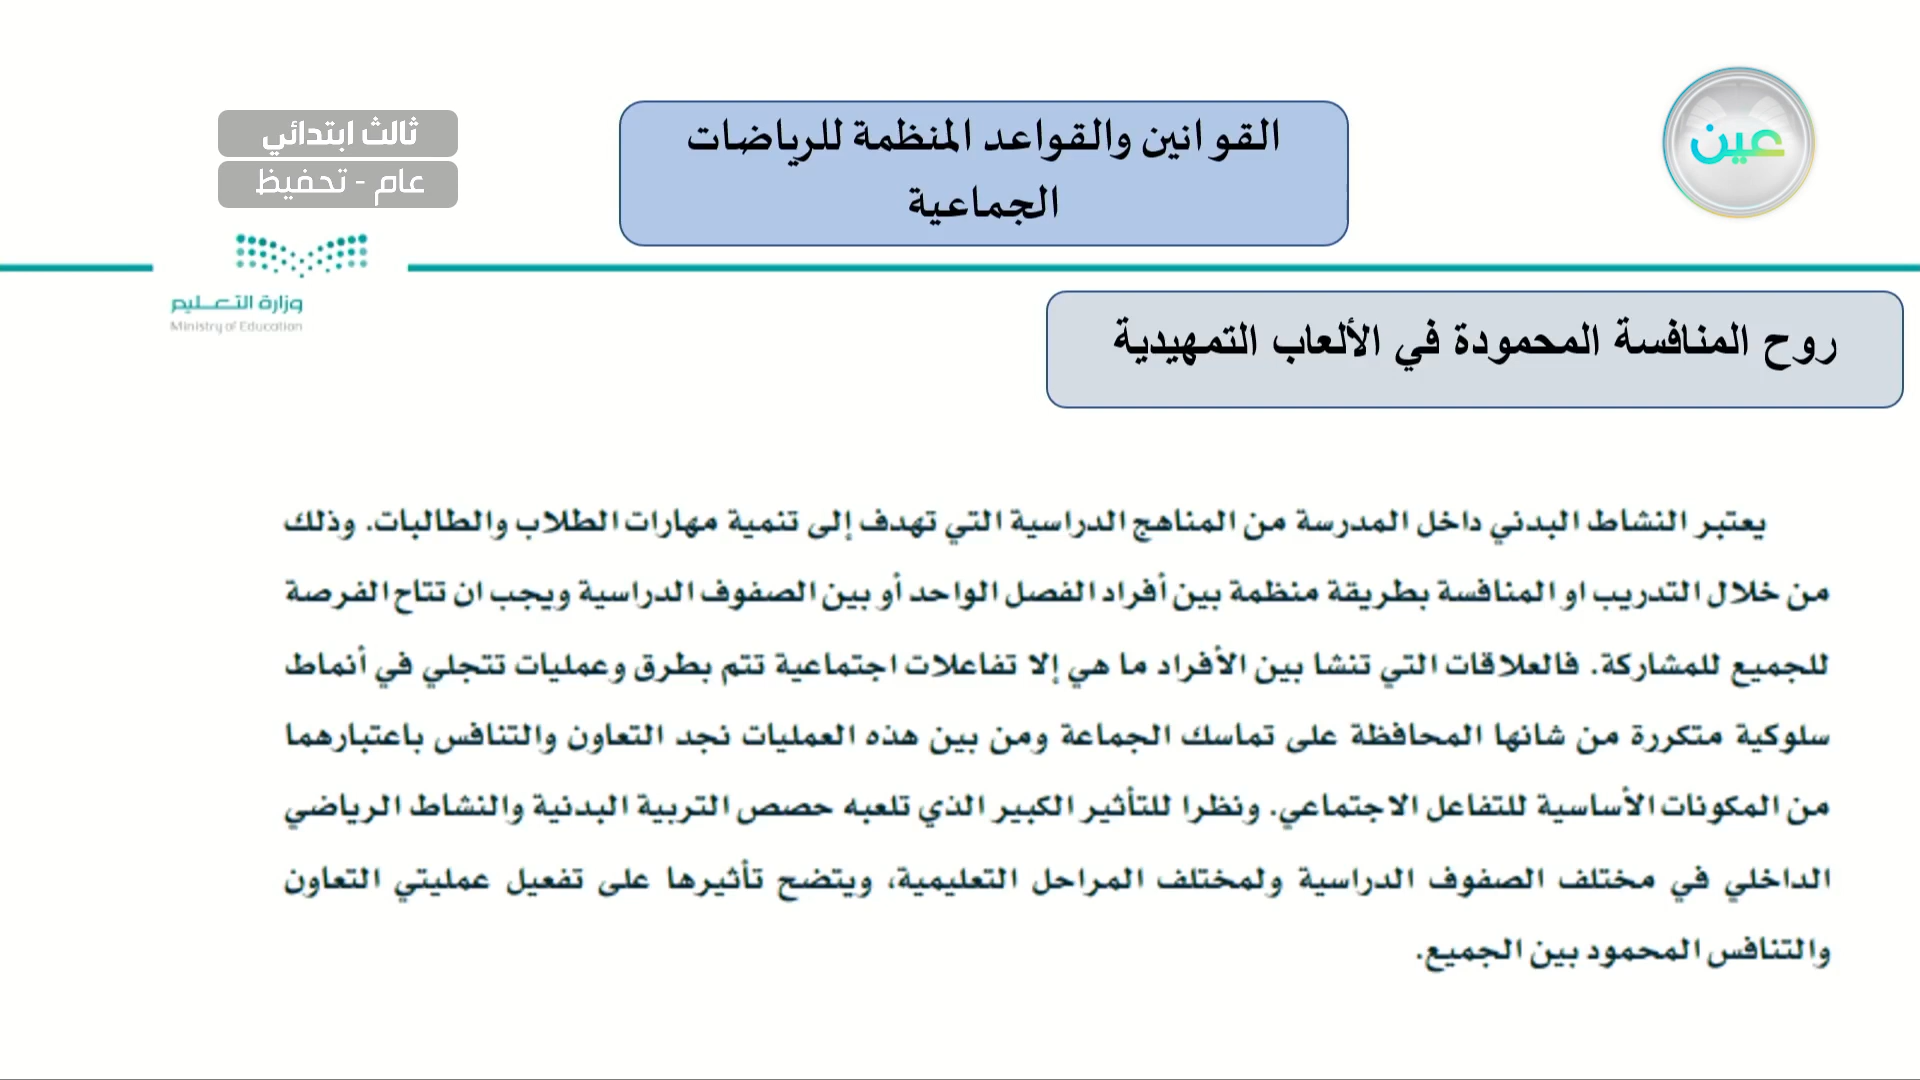 عين
القوانين والقواعد المنظمة للرياضات
الجماعية
ثالث ابتدائي
عام - تحفيظ
وزارة التعليم
Ministry of Education
روح المنافسة المحمودة في الألعاب التمهيدية
يعتبر النشاط البدني داخل المدرسة من المناهج الدراسية التي تهدف إلى تنمية مهارات الطلاب والطالبات. وذلك
من خلال التدريب او المنافسة بطريقة منظمة بين أفراد الفصل الواحد أو بين الصفوف الدراسية ويجب ان تتاح الفرصة
للجميع للمشاركة. فالعلاقات التي تنشا بين الأفراد ما هي إلا تفاعلات اجتماعية تتم بطرق وعمليات تتجلي في أنماط
سلوكية متكررة من شانها المحافظة على تماسك الجماعة ومن بين هذه العمليات نجد التعاون والتنافس باعتبارهما
من المكونات الأساسية للتفاعل الاجتماعي. ونظرا للتأثير الكبير الذي تلعبه حصص التربية البدنية والنشاط الرياضي
الداخلي في مختلف الصفوف الدراسية ولمختلف المراحل التعليمية، ويتضح تأثيرها على تفعيل عمليتي التعاون
والتنافس المحمود بين الجميع.